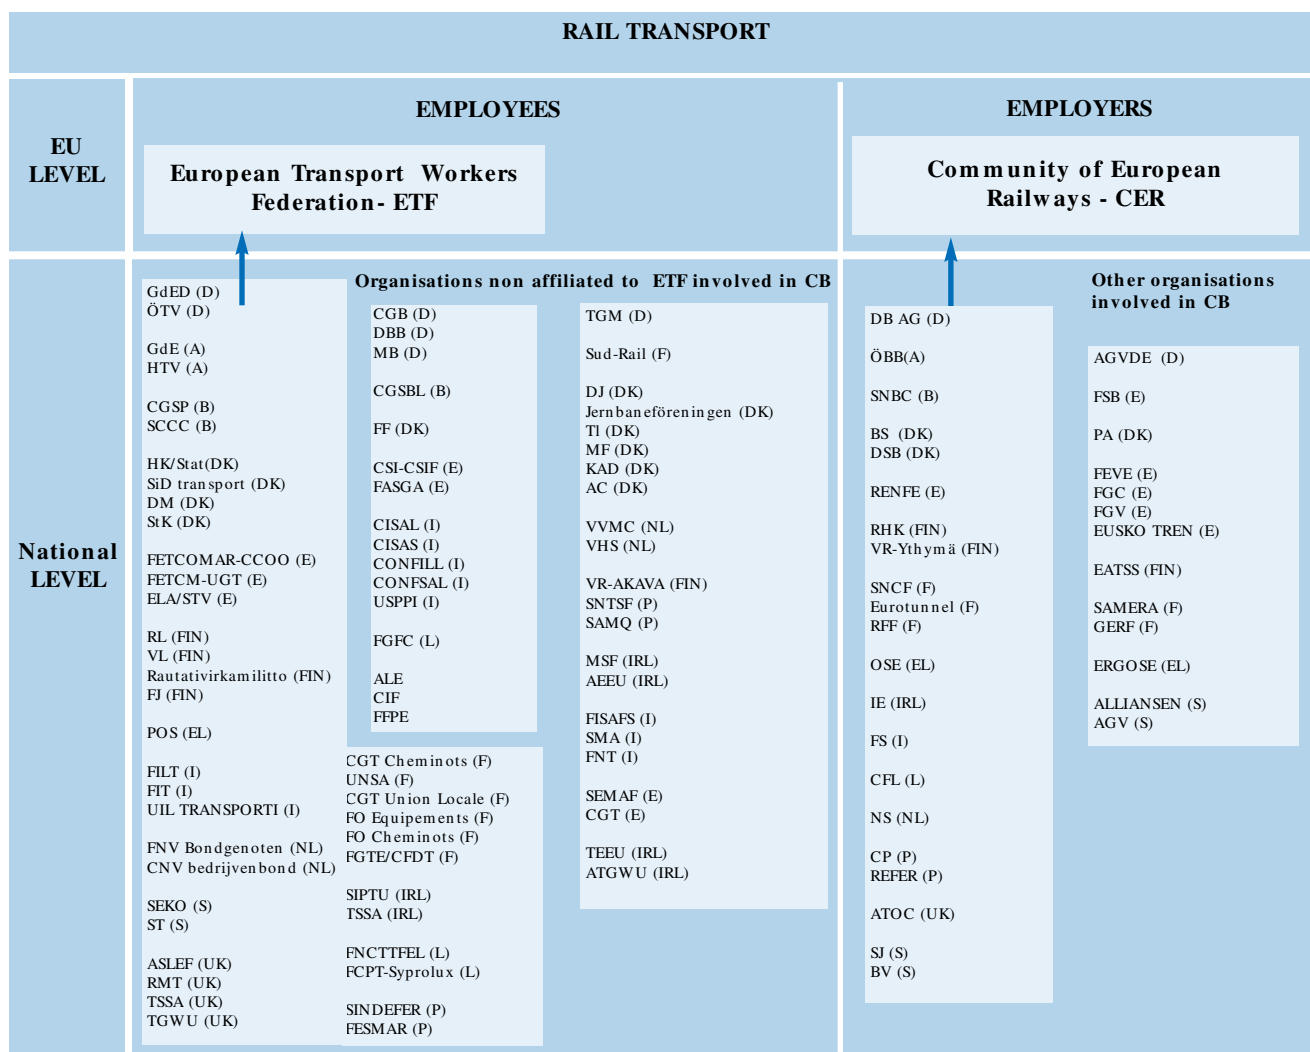 RAIL TRANSPORT
EU
LEVEL
EMPLOYEES
European Transport Workers
Federation- ETF
EMPLOYERS
Community of European
Railways - CER
National
LEVEL
GdED (D)
ÖTV (D)
GdE (A)
HTV (A)
CGSP (B)
SCCC (B)
HK/Stat(DK)
SiD transport (DK)
DM (DK)
StK (DK)
FETCOMAR-CCOO (E)
FETCM-UGT (E)
ELA/STV (E)
RL (FIN)
VL (FIN)
Rautativirkamilitto (FIN)
FJ (FIN)
POS (EL)
FILT (I)
FIT (I)
UIL TRANSPORTI (I)
FNV Bondgenoten (NL)
CNV bedrijvenbond (NL)
SEKO (S)
ST (S)
ASLEF (UK)
RMT (UK)
TSSA (UK)
TGWU (UK)
CGT Cheminots (F)
UNSA (F)
CGT Union Locale (F)
FO Equipements (F)
FO Cheminots (F)
FGTE/CFDT (F)
SIPTU (IRL)
TSSA (IRL)
FNCTTFEL (L)
FCPT-Syprolux (L)
SINDEFER (P)
FESMAR (P)
Organisations non affiliated to ETF involved in CB
CGB (D)
DBB (D)
MB (D)
CGSBL (B)
FF (DK)
CSI-CSIF (E)
FASGA (E)
CISAL (I)
CISAS (I)
CONFILL (I)
CONFSAL (I)
USPPI (I)
FGFC (L)
ALE
CIF
FFPE
TGM (D)
Sud-Rail (F)
DJ (DK)
Jernbaneföreningen (DK)
Tl (DK)
MF (DK)
KAD (DK)
AC (DK)
VVMC (NL)
VHS (NL)
VR-AKAVA (FIN)
SNTSF (P)
SAMQ (P)
MSF (IRL)
AEEU (IRL)
FISAFS (I)
SMA (I)
FNT (I)
SEMAF (E)
CGT (E)
TEEU (IRL)
ATGWU (IRL)
DB AG (D)
ÖBB(A)
SNBC (B)
BS (DK)
DSB (DK)
RENFE (E)
RHK (FIN)
VR-Ythymä (FIN)
SNCF (F)
Eurotunnel (F)
RFF (F)
OSE (EL)
IE (IRL)
FS (I)
CFL (L)
NS (NL)
CP (P)
REFER (P)
ATOC (UK)
SJ (S)
BV (S)
Other organisations
involved in CB
AGVDE (D)
FSB (E)
PA (DK)
FEVE (E)
FGC (E)
FGV (E)
EUSKO TREN (E)
EATSS (FIN)
SAMERA (F)
GERF (F)
ERGOSE (EL)
ALLIANSEN (S)
AGV (S)